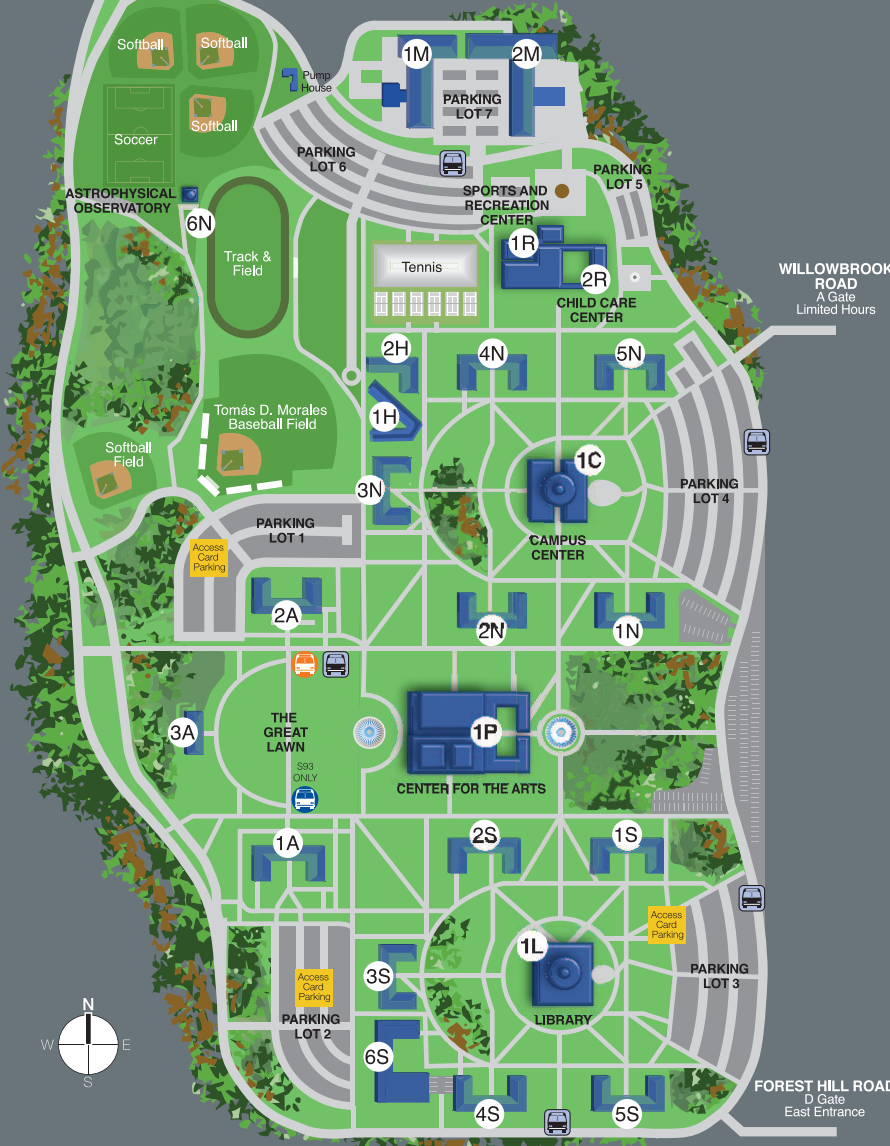 Softball
Softball
1M
2M
Pump
House
PARKING
LOT 7
Softball
Soccer
PARKING
LOT 6
PARKING
LOT 5
ASTROPHYSICAL
OBSERVATORY
6N
SPORTS AND
RECREATION
CENTER
1R
2R
Track &
Field
Tennis
CHILD CARE
CENTER
WILLOWBROOK
ROAD
A Gate
Limited Hours
2H
4N
5N
1H
Tomás D. Morales
Baseball Field
Softball
Field
1C
3N
PARKING
LOT 4
PARKING
LOT 1
CAMPUS
CENTER
Access
Card
Parking
2A
2N
1N
3A
THE
GREAT
LAWN
1P
S93
ONLY
CENTER FOR THE ARTS
1A
2S
1S
Access
Card
Parking
1L
3S
PARKING
LOT 3
Access
Card
Parking
PARKING
LOT 2
LIBRARY
N
W
E
S
6S
4S
5S
FOREST HILL ROAD
D Gate
East Entrance